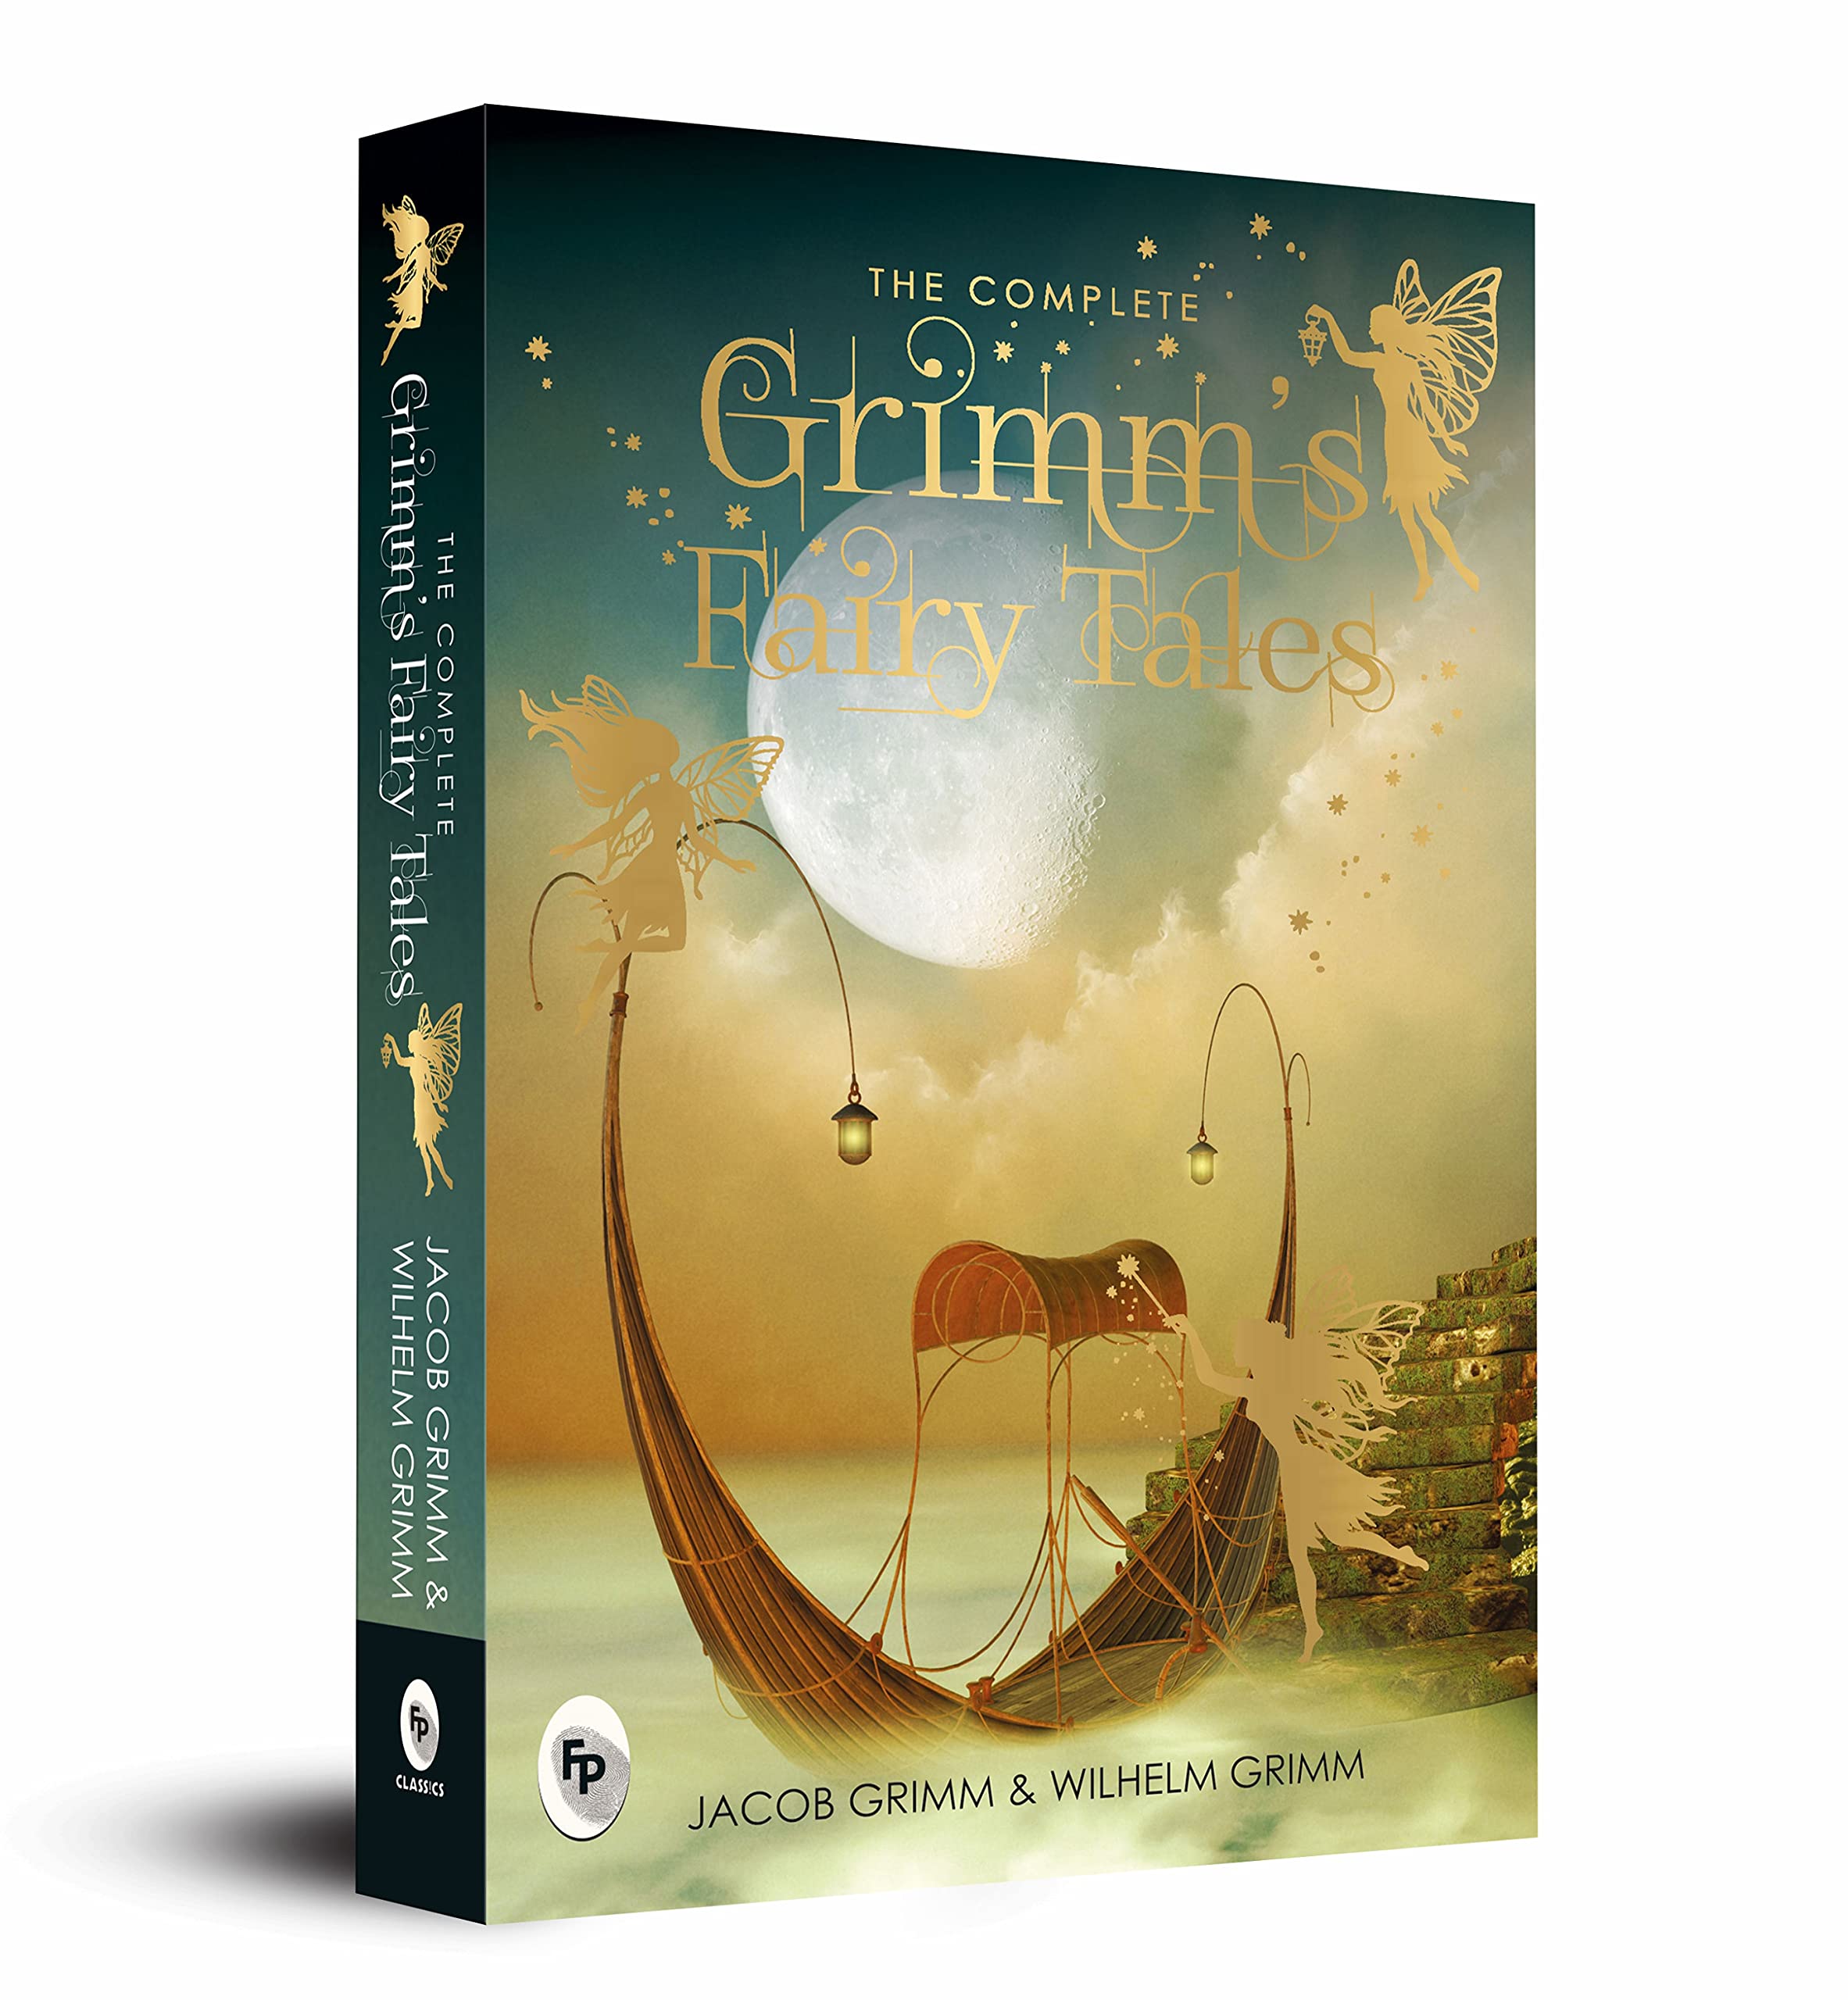 THE COMPLETE
Grimm's
Fairy Tales
FP
JACOB GRIMM & WILHELM GRIMM
THE COMPLETE
Grimm's Fairy Tales
JACOB GRIMM &
WILHELM GRIMM
FP
CLASSICS